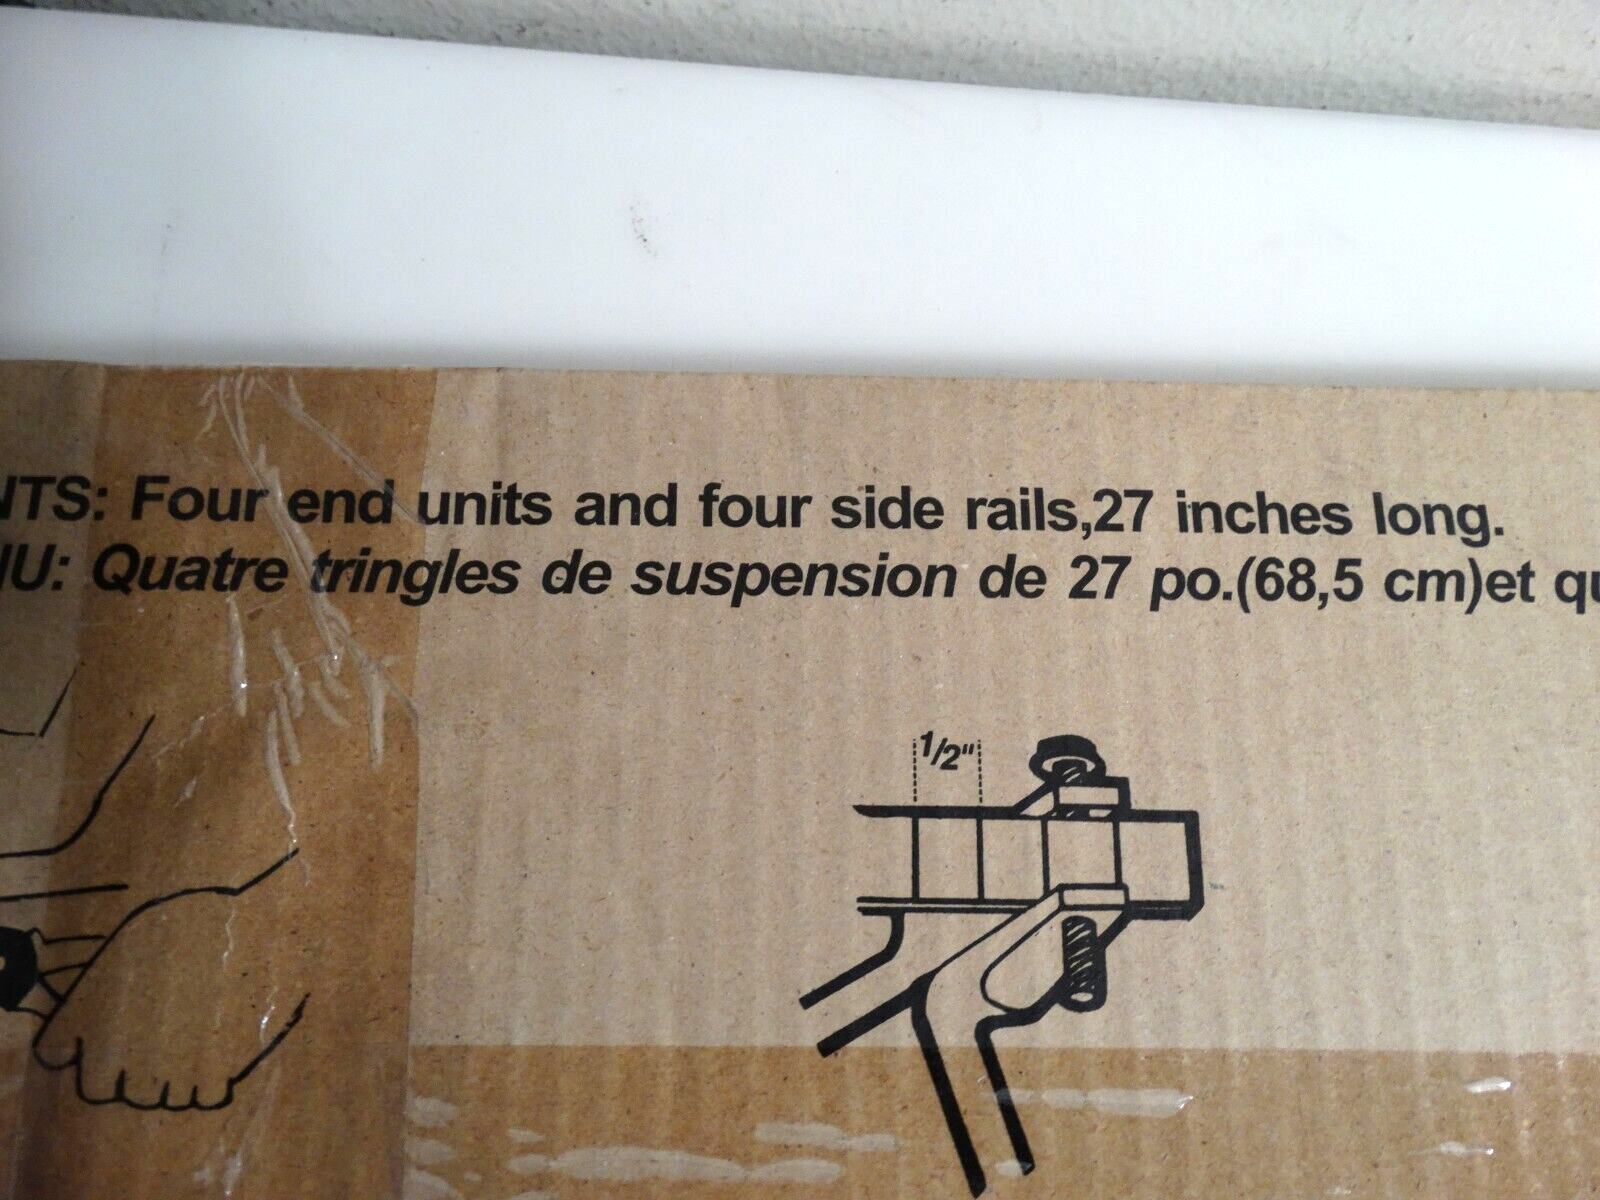 NTS: Four end units and four side rails,27 inches long.
NU: Quatre tringles de suspension de 27 po.(68,5 cm)et qu
1/2"